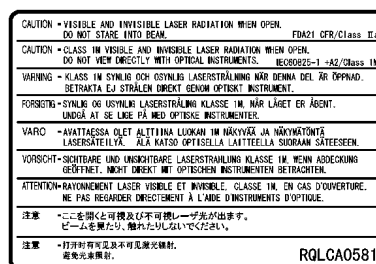 CAUTION - VISIBLE AND INVISIBLE LASER RADIATION WHEN OPEN.
DO NOT STARE INTO BEAM. FDA21 CFR/Class Ⅱa
CAUTION - CLASS 1M VISIBLE AND INVISIBLE LASER RADIATION WHEN OPEN.
DO NOT VIEW DIRECTLY WITH OPTICAL INSTRUMENTS. IEC60825-1 +A2/Class 1M
VARNING - KLASS 1M SYNLIG OCH OSYNLIG LASERSTRÅLNING NÄR DENNA DEL ÄR ÖPPNAD.
BETRAKTA EJ STRÅLEN DIREKT GENOM OPTISKT INSTRUMENT.
FORSIGTIG - SYNLIG OG USYNLIG LASERSTRÅLING KLASSE 1M, NÅR LÅGET ER ÅBENT.
UNDGÅ AT SE LIGE PÅ MED OPTISKE INSTRUMENTER.
VARO - AVATTAESSA OLET ALTTIINA LUOKAN 1M NÄKYVÄÄ JA NÄKYMÄTÖNTÄ
LASERSÄTEILYÄ. ÄLÄ KATSO OPTISELLA LAITTEELLA SUORAAN SÄTEESEEN.
VORSICHT - SICHTBARE UND UNSICHTBARE LASERSTRAHLUNG KLASSE 1M, WENN ABDECKUNG
GEÖFFNET. NICHT DIREKT MIT OPTISCHEN INSTRUMENTEN BETRACHTEN.
ATTENTION - RAYONNEMENT LASER VISIBLE ET INVISIBLE, CLASSE 1M, EN CAS D'OUVERTURE.
NE PAS REGARDER DIRECTEMENT À L'AIDE D'INSTRUMENTS D'OPTIQUE.
注意 - ここを開くと可視及び不可視レーザ光が出ます。
ビームを見たり、触れたりしないでください。
注意 - 打开时有可见及不可见激光辐射。
避免光束照射。 RQLCA0581